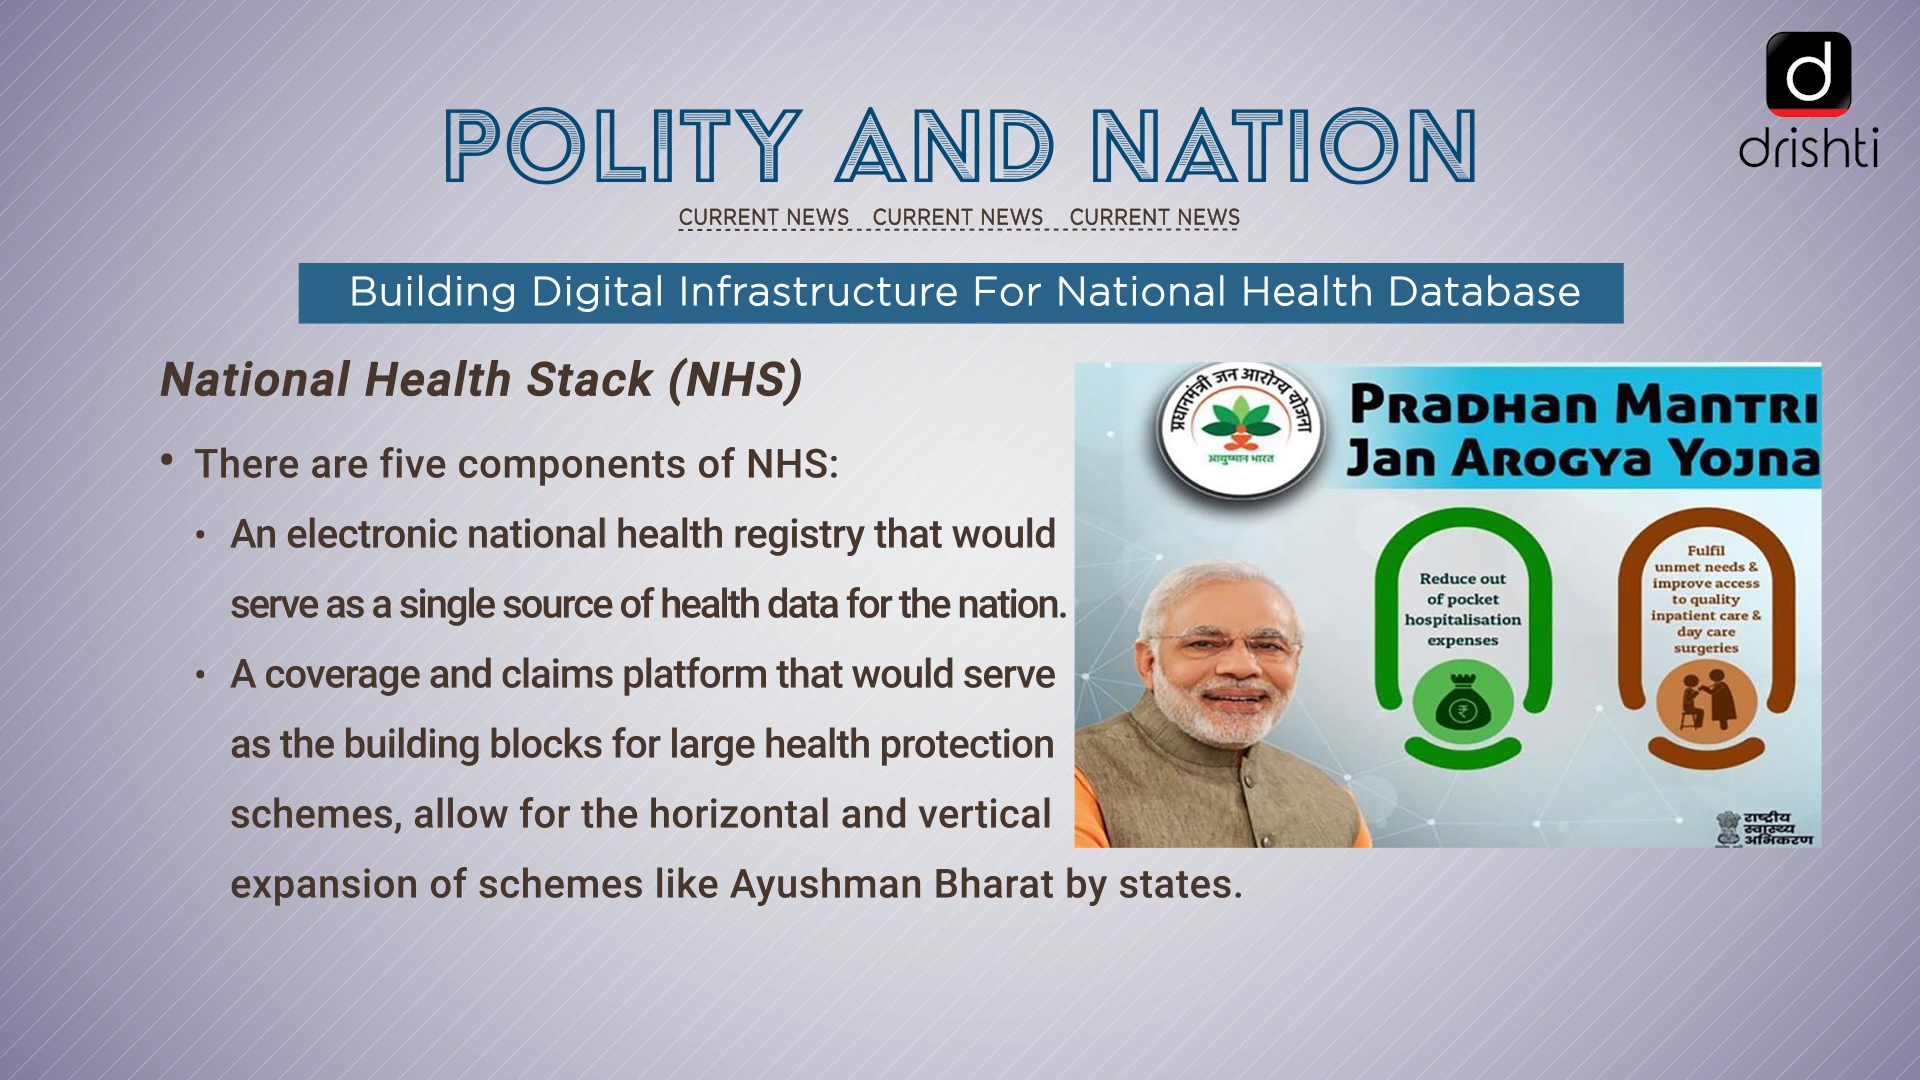 d
drishti
POLITY AND NATION
CURRENT NEWS CURRENT NEWS CURRENT NEWS
Building Digital Infrastructure For National Health Database
National Health Stack (NHS)
• There are five components of NHS:
• An electronic national health registry that would
serve as a single source of health data for the nation.
• A coverage and claims platform that would serve
as the building blocks for large health protection
schemes, allow for the horizontal and vertical
expansion of schemes like Ayushman Bharat by states.
प्रधानमंत्री जन आरोग्य योजना
आयुष्मान भारत
Pradhan Mantri
Jan Arogya Yojna
Reduce out
of pocket
hospitalisation
expenses
₹
Fulfil
unmet needs &
improve access
to quality
inpatient care &
day care
surgeries
राष्ट्रीय
स्वास्थ्य
अभिकरण